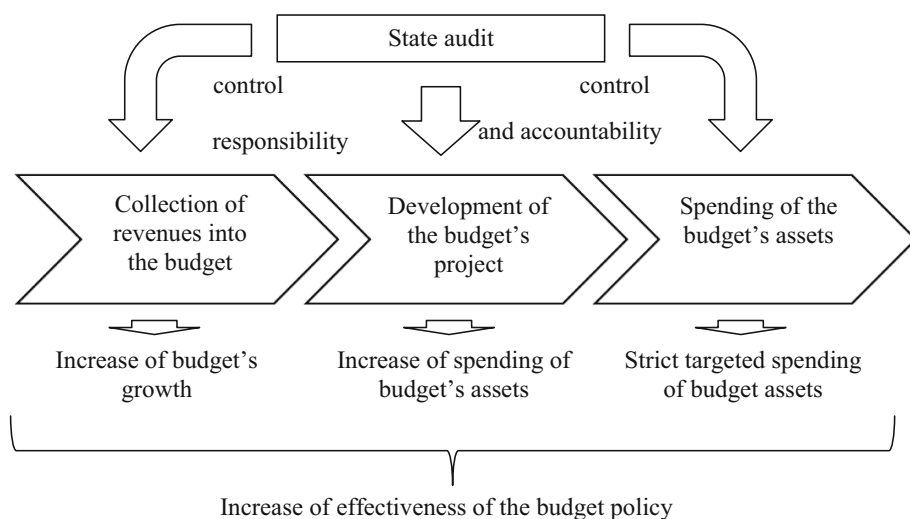 State audit
control
control
responsibility
and accountability
Collection of
revenues into
the budget
Development of
the budget's
project
Spending of the
budget's assets
Increase of budget's
growth
Increase of spending of
budget's assets
Strict targeted spending
of budget assets
Increase of effectiveness of the budget policy